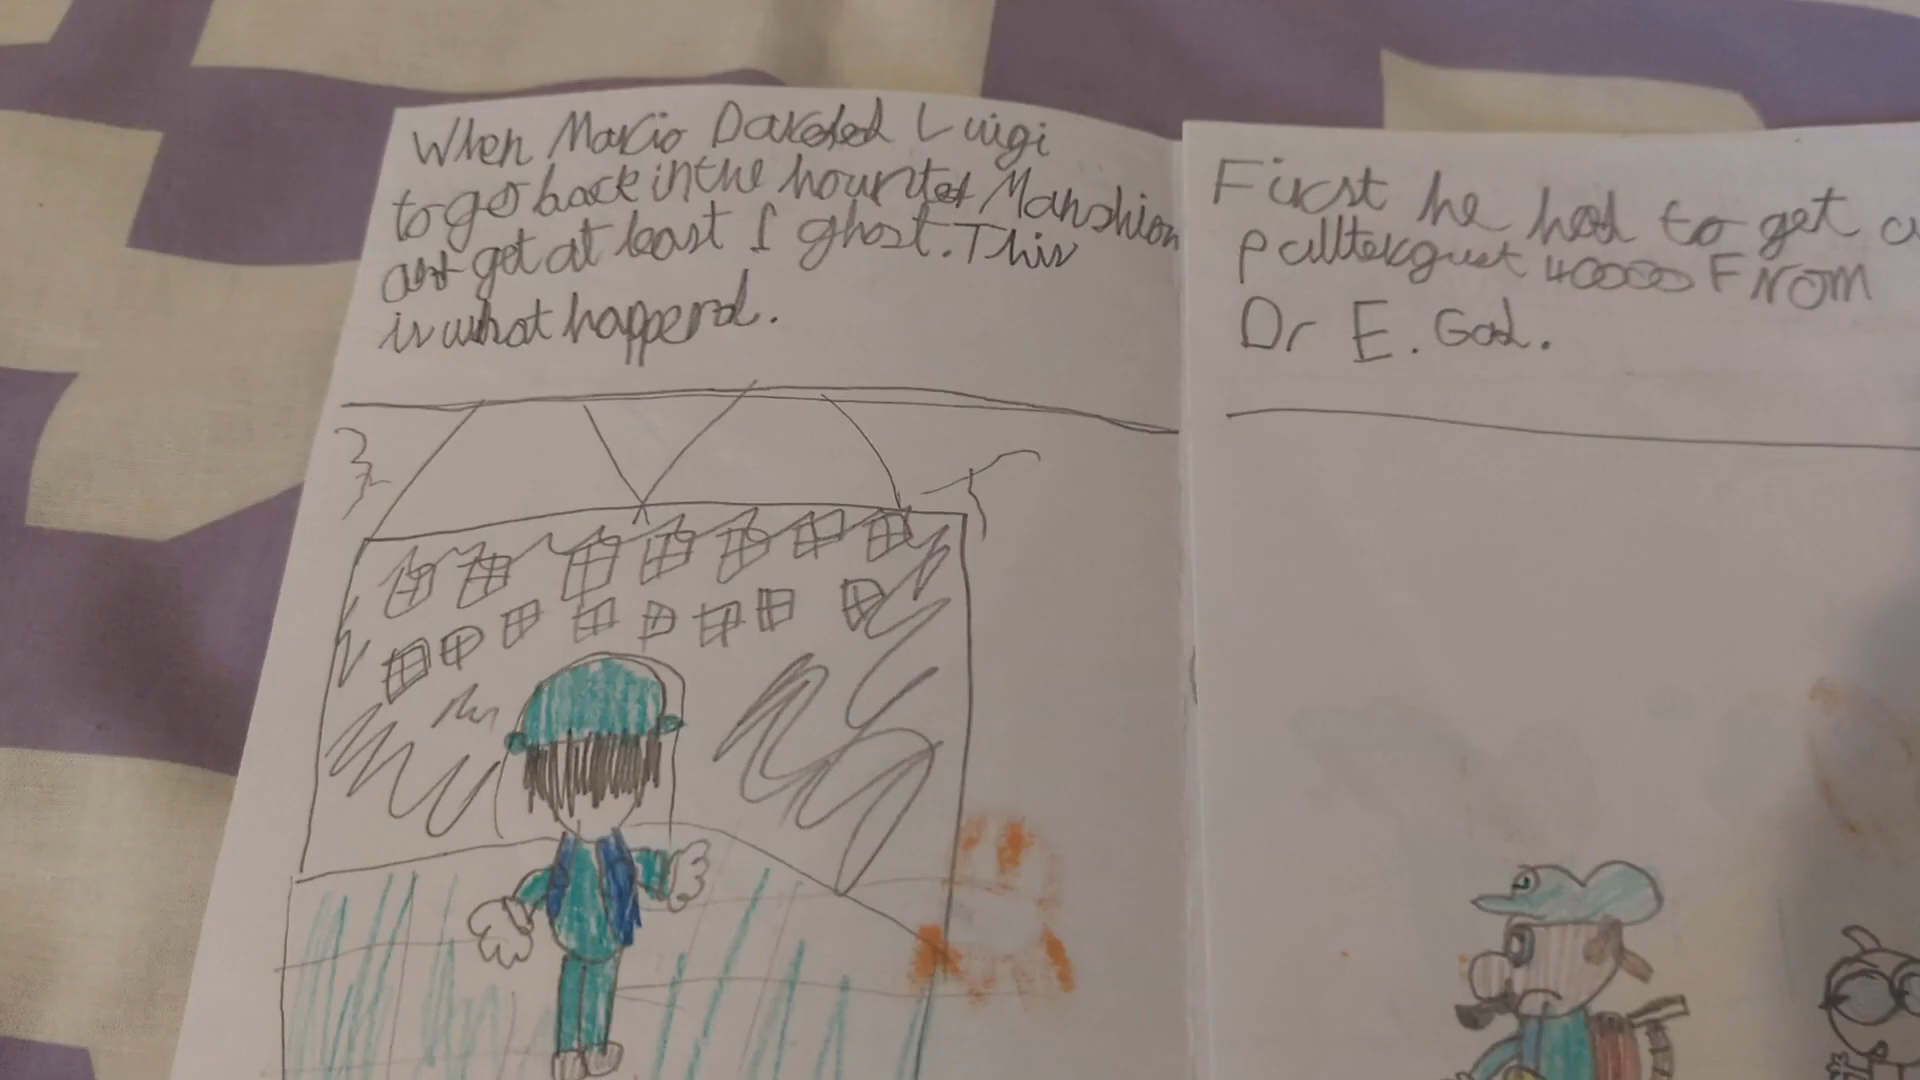 When Mario Dareded Luigi
to go back in the hounted Manshion
and get at least 1 ghost. This
is what happend.
First he had to get a
palltergust 40000 FROM
Dr E. Gad.